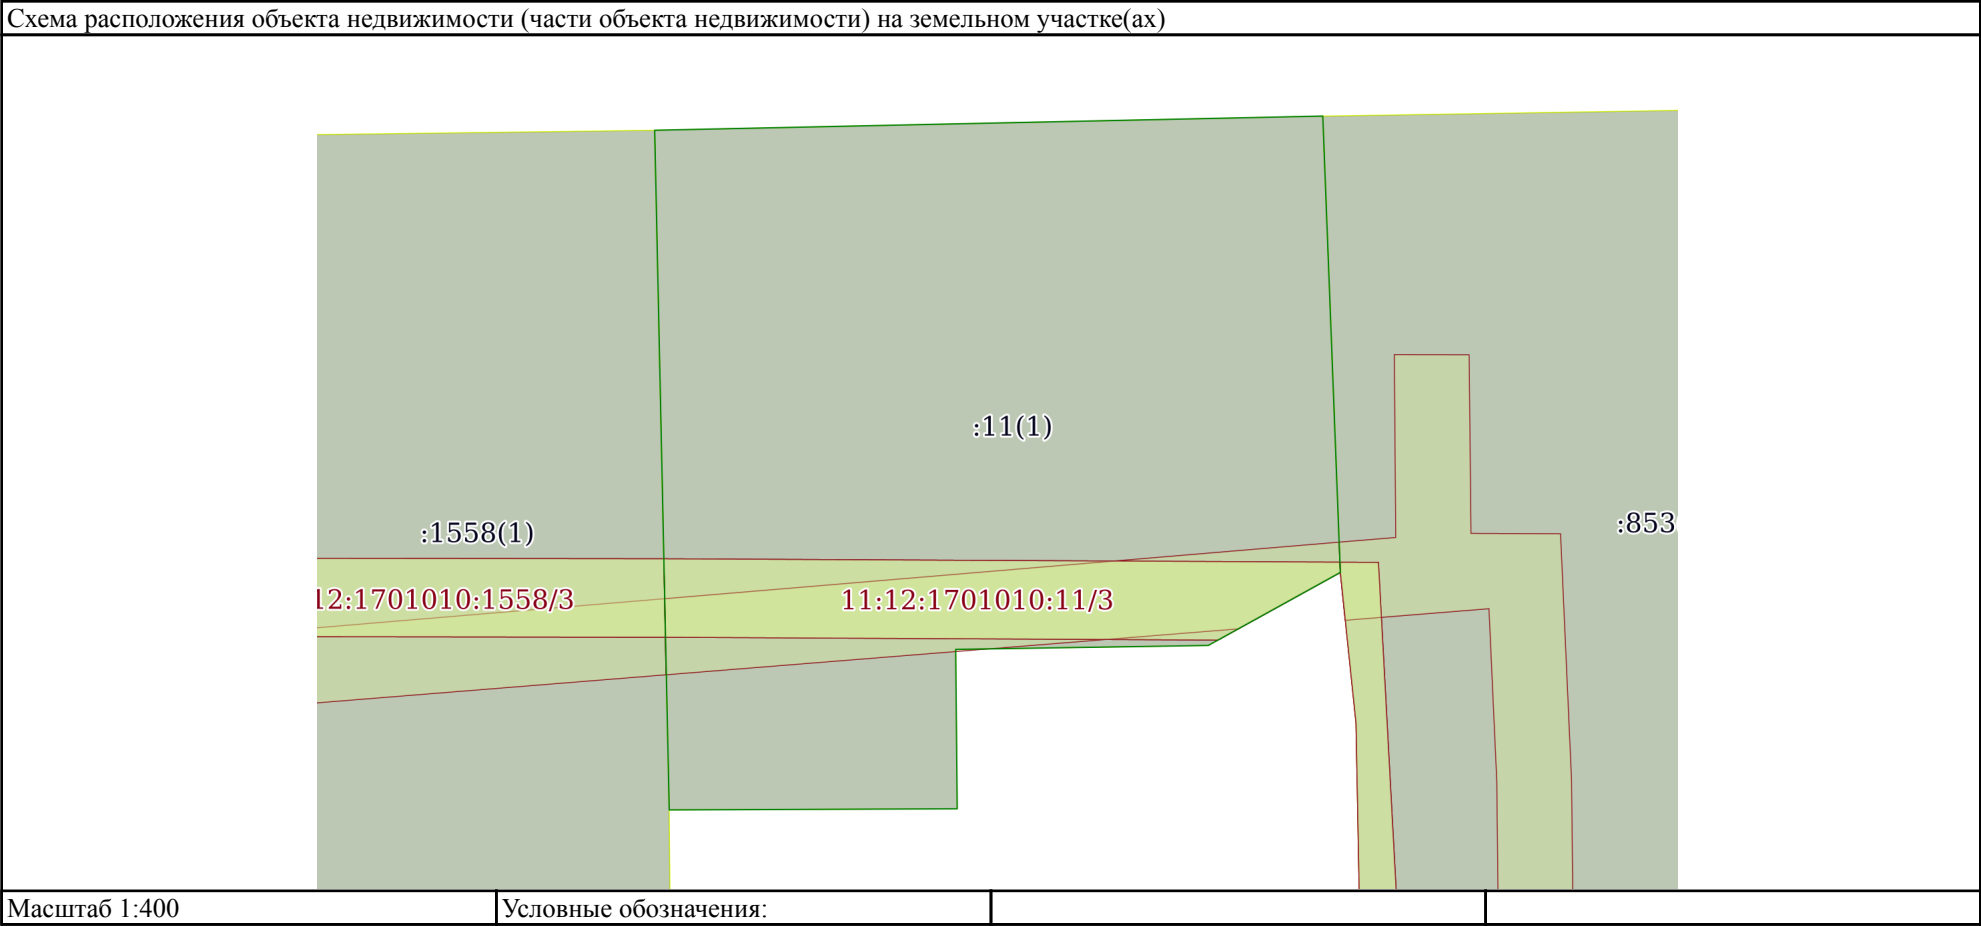 Схема расположения объекта недвижимости (части объекта недвижимости) на земельном участке(ах)
:11(1)
:853
:1558(1)
12:1701010:1558/3
11:12:1701010:11/3
Масштаб 1:400
Условные обозначения: